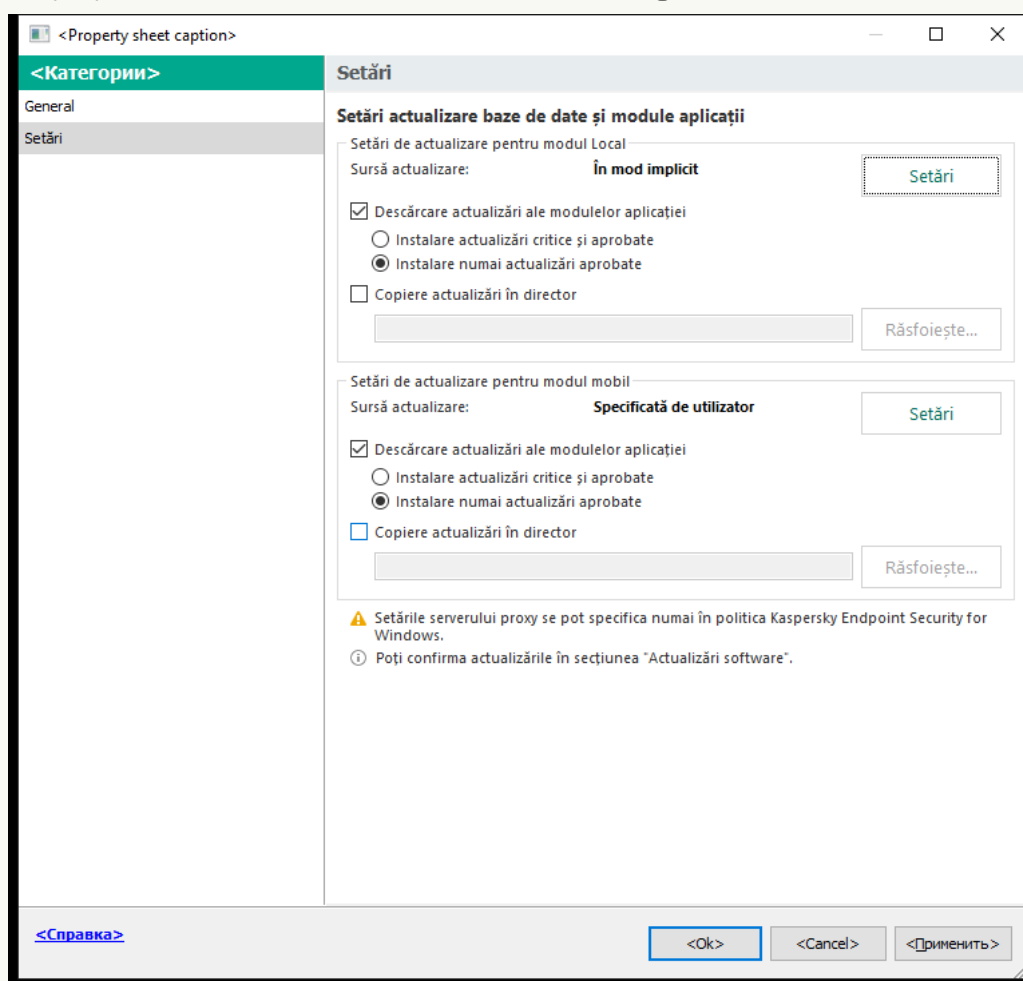 <Property sheet caption>
<Категории>
General
Setări
Setări
Setări actualizare baze de date și module aplicații
Setări de actualizare pentru modul Local
Sursă actualizare: În mod implicit Setări
Descărcare actualizări ale modulelor aplicației
Instalare actualizări critice și aprobate
Instalare numai actualizări aprobate
Copiere actualizări în director
Răsfoiește...
Setări de actualizare pentru modul mobil
Sursă actualizare: Specificată de utilizator Setări
Descărcare actualizări ale modulelor aplicației
Instalare actualizări critice și aprobate
Instalare numai actualizări aprobate
Copiere actualizări în director
Răsfoiește...
Setările serverului proxy se pot specifica numai în politica Kaspersky Endpoint Security for
Windows.
Poți confirma actualizările în secțiunea "Actualizări software".
<Справка>
<Ok> <Cancel> <Применить>